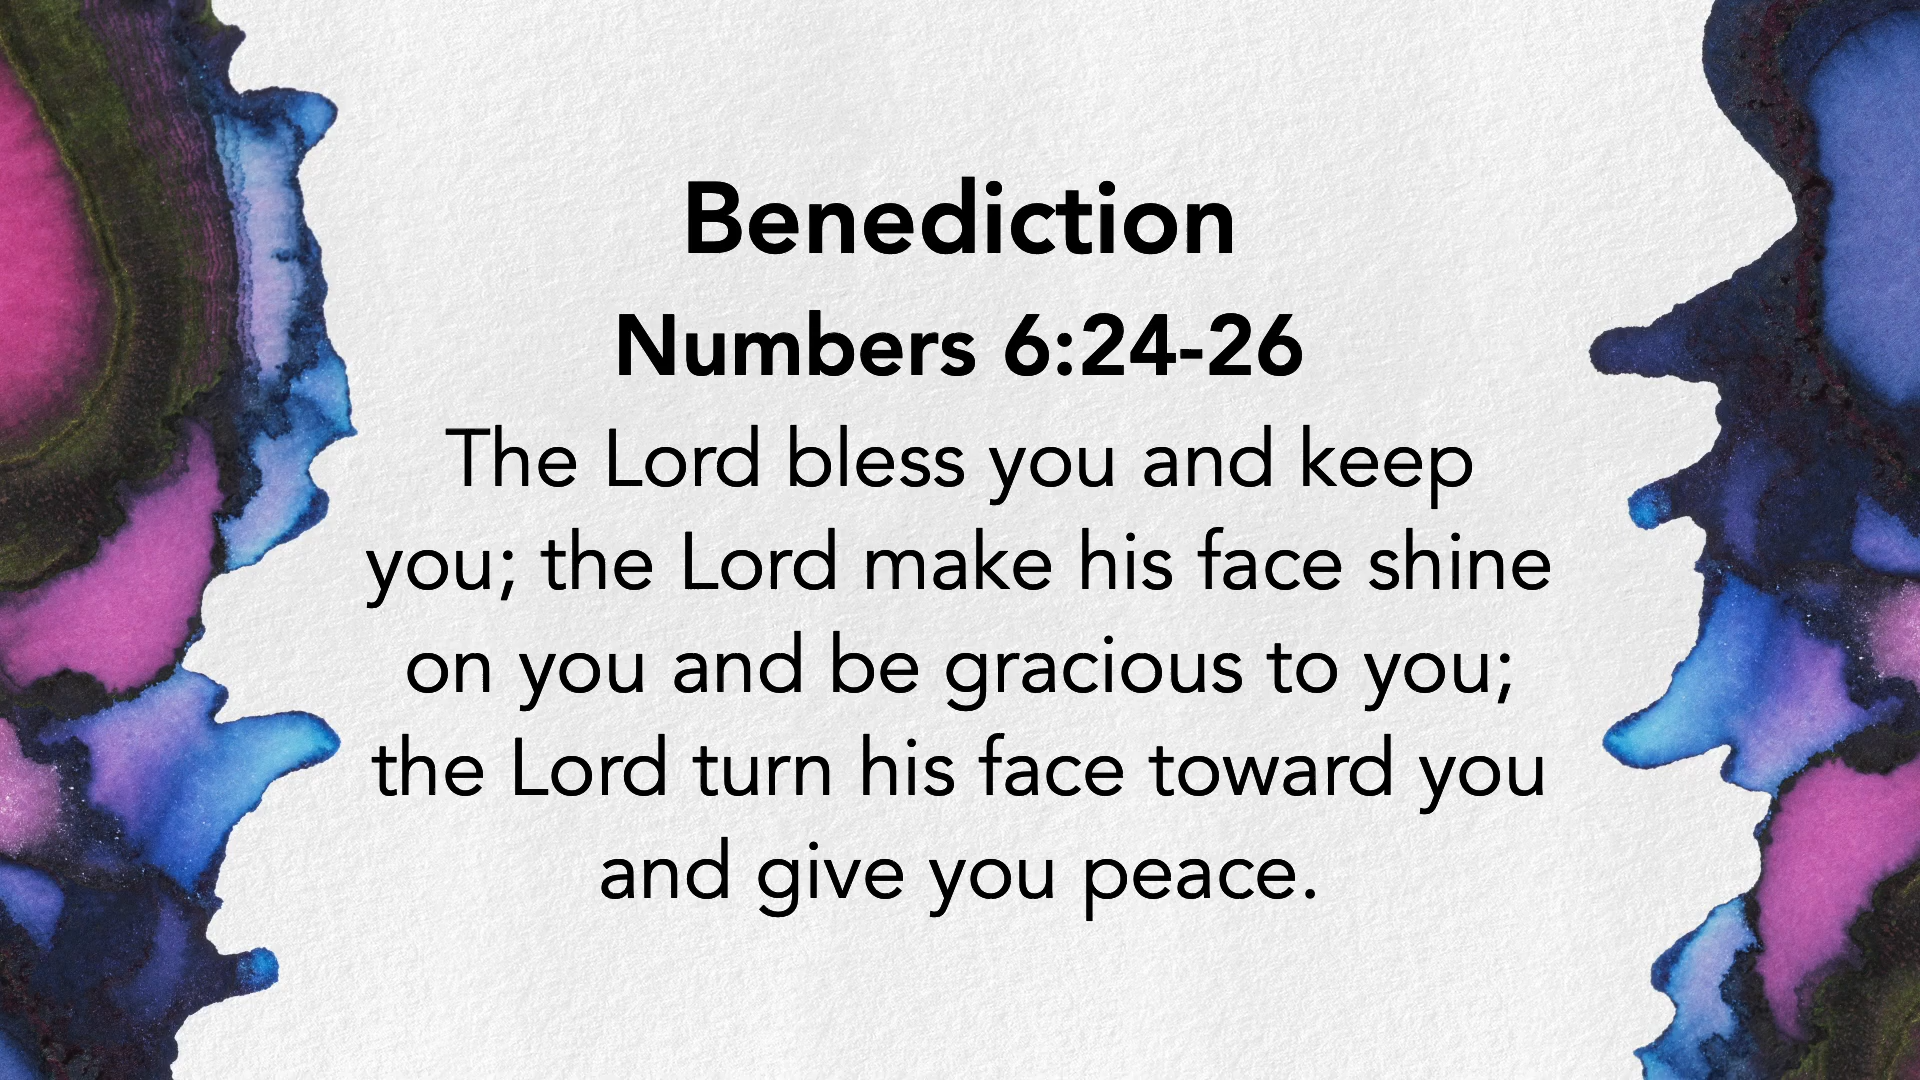 Benediction
Numbers 6:24-26
The Lord bless you and keep
you; the Lord make his face shine
on you and be gracious to you;
the Lord turn his face toward you
and give you peace.